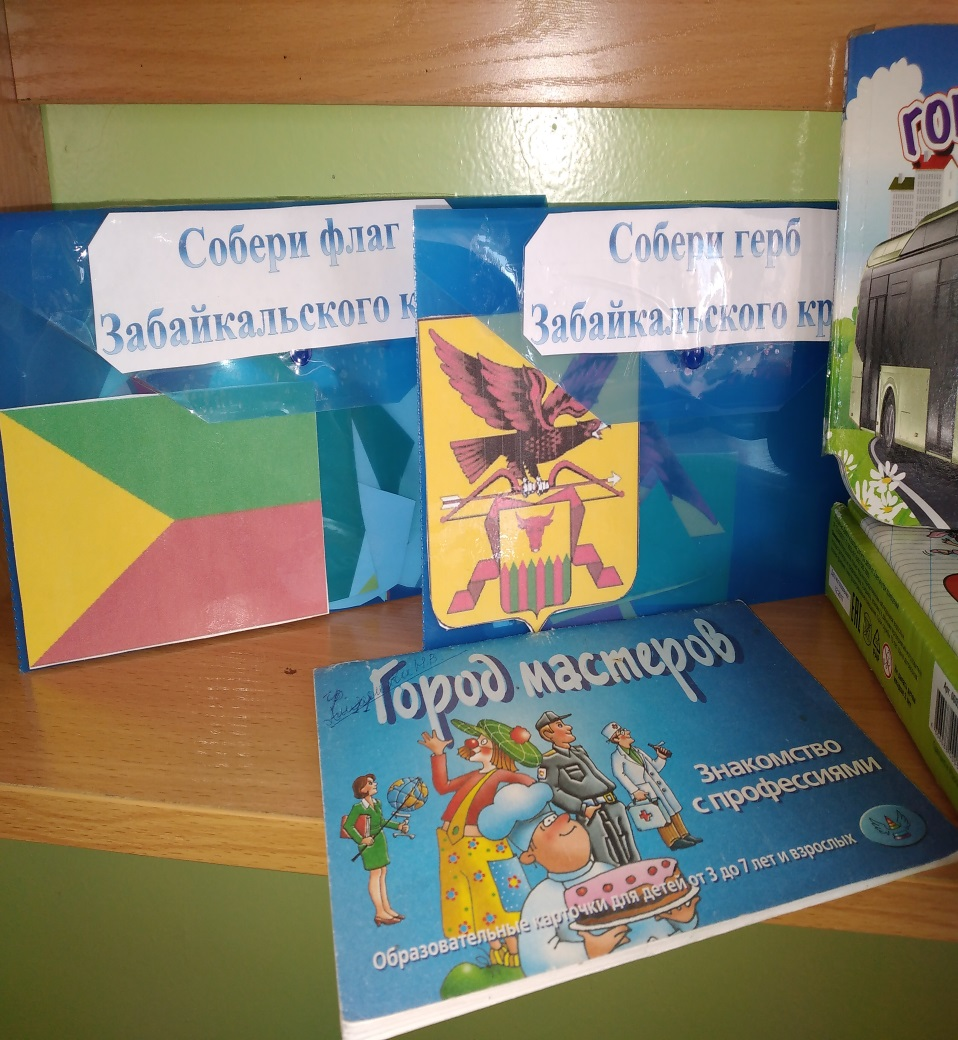 Собери флаг
Забайкальского к
Собери герб
Забайкальского кр
Город мастеров
Знакомство
с профессиями
Образовательные карточки для детей от 3 до 7 лет и взрослых
ЕАС